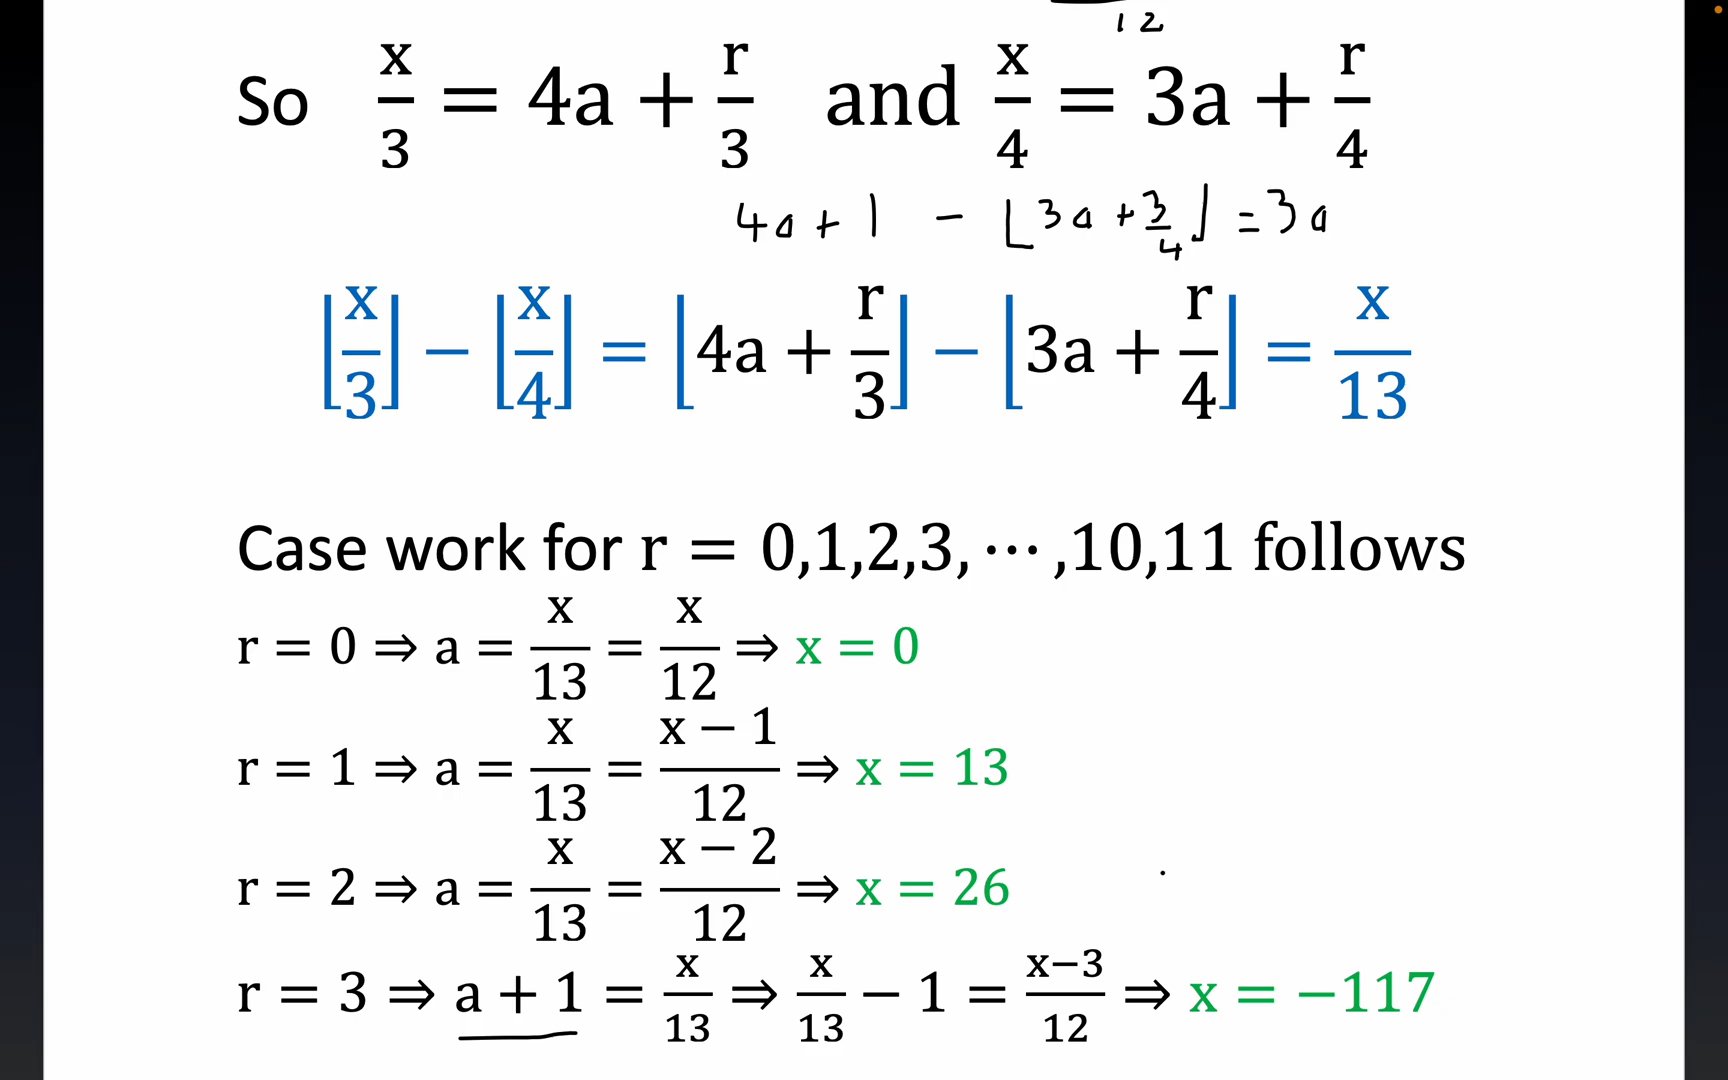 12
So x/3 = 4a + r/3 and x/4 = 3a + r/4
4a + 1 - ⌊3a + 3/4⌋ = 3a
⌊x/3⌋ − ⌊x/4⌋ = ⌊4a + r/3⌋ − ⌊3a + r/4⌋ = x/13
Case work for r = 0,1,2,3, ⋯ ,10,11 follows
r = 0 ⇒ a = x/13 = x/12 ⇒ x = 0
r = 1 ⇒ a = x/13 = x − 1/12 ⇒ x = 13
r = 2 ⇒ a = x/13 = x − 2/12 ⇒ x = 26
r = 3 ⇒ a + 1 = x/13 ⇒ x/13 − 1 = x−3/12 ⇒ x = −117